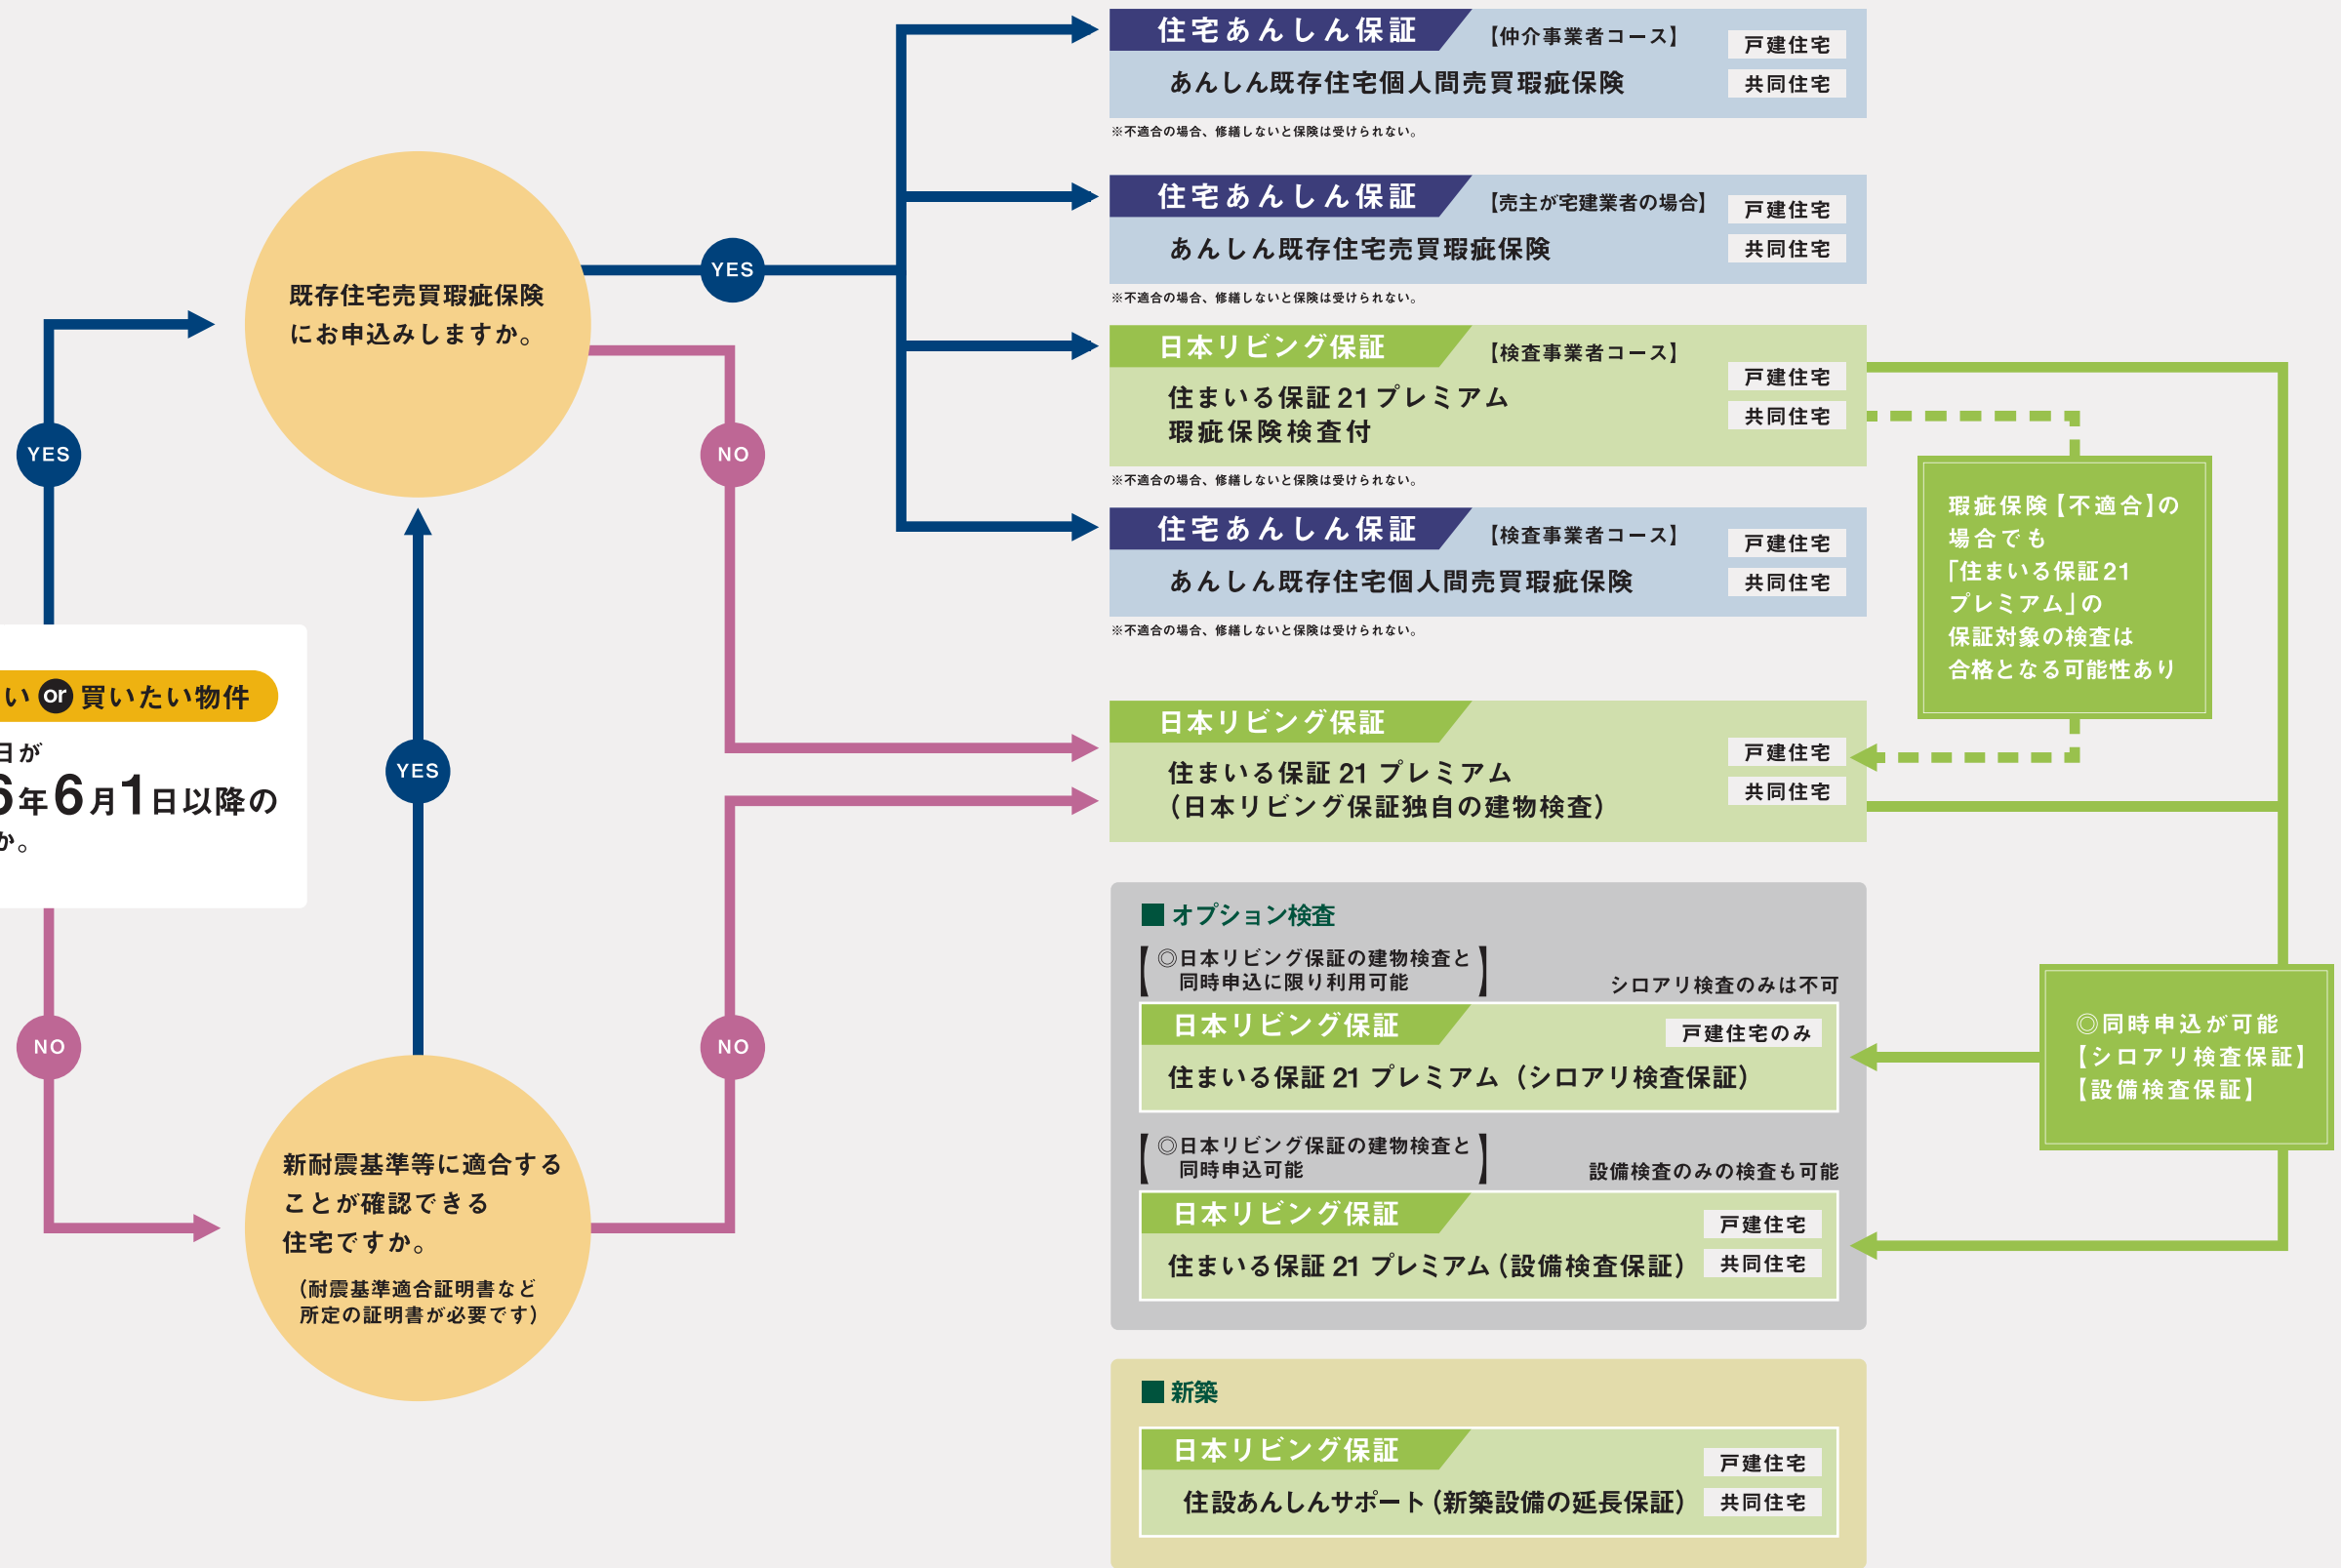 い or 買いたい物件
日が
6年6月1日以降の
か。
YES
NO
既存住宅売買瑕疵保険
にお申込みしますか。
YES
NO
YES
新耐震基準等に適合する
ことが確認できる
住宅ですか。
（耐震基準適合証明書など
所定の証明書が必要です）
NO
住宅あんしん保証
【仲介事業者コース】
戸建住宅
あんしん既存住宅個人間売買瑕疵保険
共同住宅
※不適合の場合、修繕しないと保険は受けられない。
住宅あんしん保証
【売主が宅建業者の場合】
戸建住宅
あんしん既存住宅売買瑕疵保険
共同住宅
※不適合の場合、修繕しないと保険は受けられない。
日本リビング保証
【検査事業者コース】
戸建住宅
住まいる保証21プレミアム
共同住宅
瑕疵保険検査付
※不適合の場合、修繕しないと保険は受けられない。
住宅あんしん保証
【検査事業者コース】
戸建住宅
あんしん既存住宅個人間売買瑕疵保険
共同住宅
※不適合の場合、修繕しないと保険は受けられない。
瑕疵保険【不適合】の
場合でも
「住まいる保証21
プレミアム」の
保証対象の検査は
合格となる可能性あり
日本リビング保証
戸建住宅
住まいる保証21 プレミアム
共同住宅
（日本リビング保証独自の建物検査）
■オプション検査
【◎日本リビング保証の建物検査と
同時申込に限り利用可能】
シロアリ検査のみは不可
日本リビング保証
戸建住宅のみ
住まいる保証21 プレミアム（シロアリ検査保証）
【◎日本リビング保証の建物検査と
同時申込可能】
設備検査のみの検査も可能
日本リビング保証
戸建住宅
住まいる保証21 プレミアム（設備検査保証）
共同住宅
◎同時申込が可能
【シロアリ検査保証】
【設備検査保証】
■新築
日本リビング保証
戸建住宅
住設あんしんサポート（新築設備の延長保証）
共同住宅